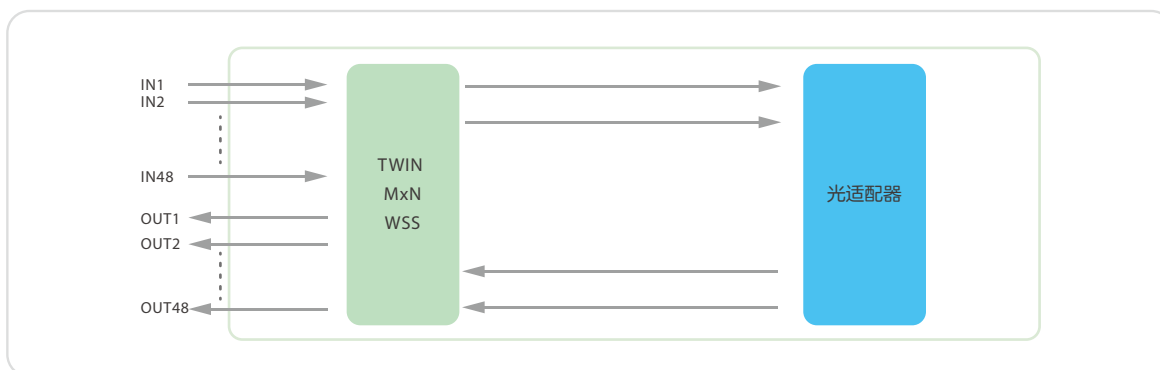 IN1
IN2
IN48
OUT1
OUT2
OUT48
TWIN
MxN
WSS
光适配器